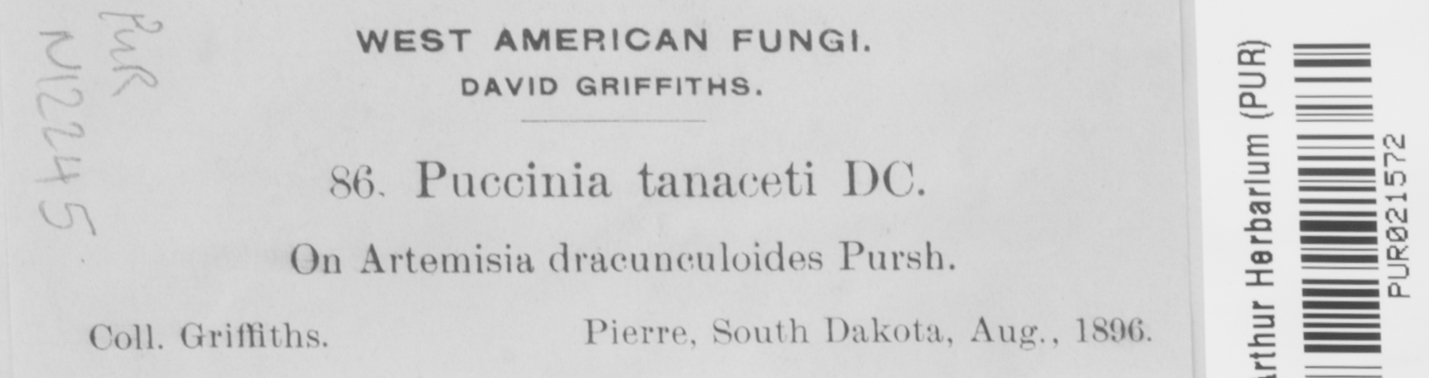 WEST AMERICAN FUNGI.
DAVID GRIFFITHS.
86. Puccinia tanaceti DC.
On Artemisia dracunculoides Pursh.
Coll. Griffiths. Pierre, South Dakota, Aug., 1896.
PUR
N12245
Arthur Herbarium (PUR)
PUR0021572